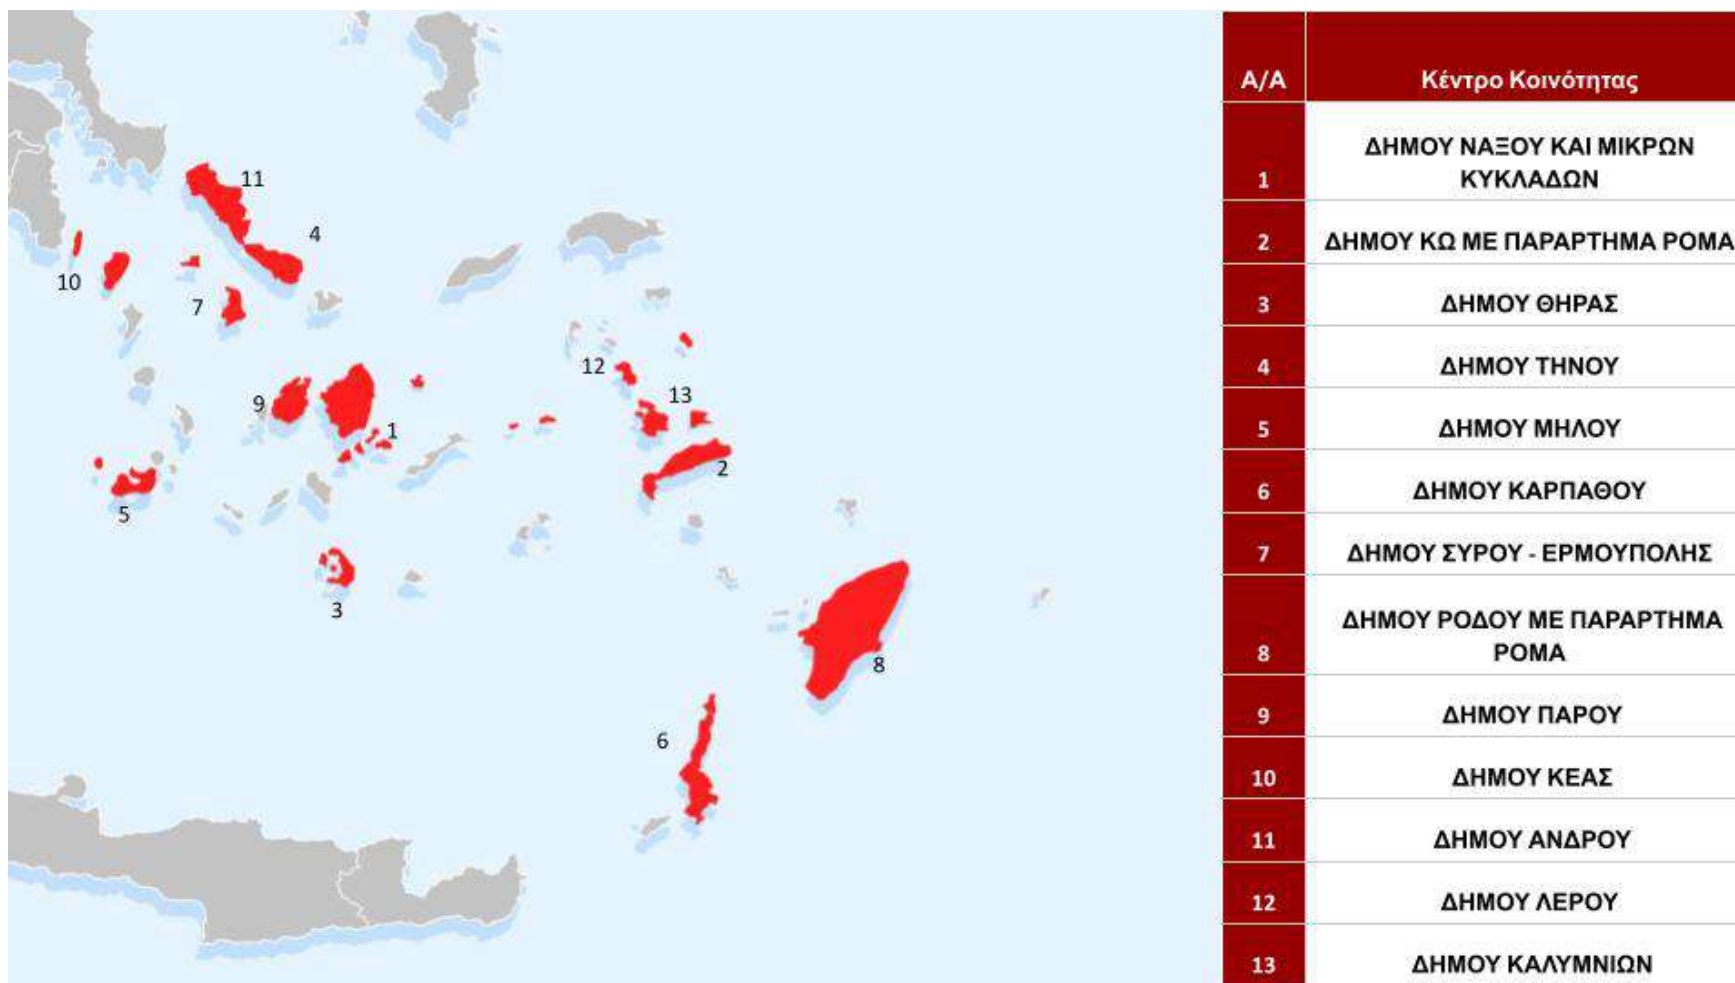 11
4
10
7
12
13
9
1
2
5
3
8
6
Α/Α Κέντρο Κοινότητας
ΔΗΜΟΥ ΝΑΞΟΥ ΚΑΙ ΜΙΚΡΩΝ
1 ΚΥΚΛΑΔΩΝ
2 ΔΗΜΟΥ ΚΩ ΜΕ ΠΑΡΑΡΤΗΜΑ ΡΟΜΑ
3 ΔΗΜΟΥ ΘΗΡΑΣ
4 ΔΗΜΟΥ ΤΗΝΟΥ
5 ΔΗΜΟΥ ΜΗΛΟΥ
6 ΔΗΜΟΥ ΚΑΡΠΑΘΟΥ
7 ΔΗΜΟΥ ΣΥΡΟΥ - ΕΡΜΟΥΠΟΛΗΣ
ΔΗΜΟΥ ΡΟΔΟΥ ΜΕ ΠΑΡΑΡΤΗΜΑ
8 ΡΟΜΑ
9 ΔΗΜΟΥ ΠΑΡΟΥ
10 ΔΗΜΟΥ ΚΕΑΣ
11 ΔΗΜΟΥ ΑΝΔΡΟΥ
12 ΔΗΜΟΥ ΛΕΡΟΥ
13 ΔΗΜΟΥ ΚΑΛΥΜΝΙΩΝ